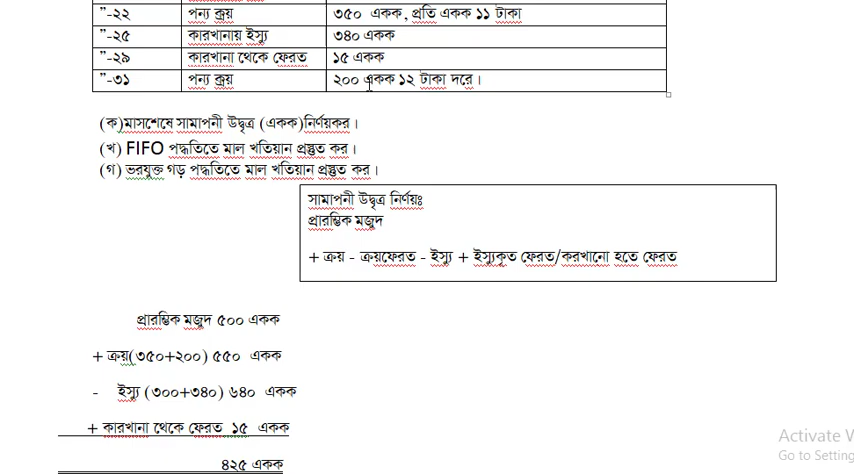 ”-২২ পন্য ক্রয় ৩৫০ একক, প্রতি একক ১১ টাকা
”-২৫ কারখানায় ইস্যু ৩৪০ একক
”-২৯ কারখানা থেকে ফেরত ১৫ একক
”-৩১ পন্য ক্রয় ২০০ একক ১২ টাকা দরে।
(ক)মাসশেষে সামাপনী উদ্বৃত্র (একক)নির্ণয়কর।
(খ) FIFO পদ্ধতিতে মাল খতিয়ান প্রস্তুত কর।
(গ) ভরযুক্ত গড় পদ্ধতিতে মাল খতিয়ান প্রস্তুত কর।
সামাপনী উদ্বৃত্র নির্ণয়ঃ
প্রারম্ভিক মজুদ
+ ক্রয় - ক্রয়ফেরত - ইস্যু + ইস্যুকৃত ফেরত/করখানো হতে ফেরত
প্রারম্ভিক মজুদ ৫০০ একক
+ ক্রয়(৩৫০+২০০) ৫৫০ একক
- ইস্যু (৩০০+৩৪০) ৬৪০ একক
+ কারখানা থেকে ফেরত ১৫ একক
৪২৫ একক
Activate W
Go to Setting